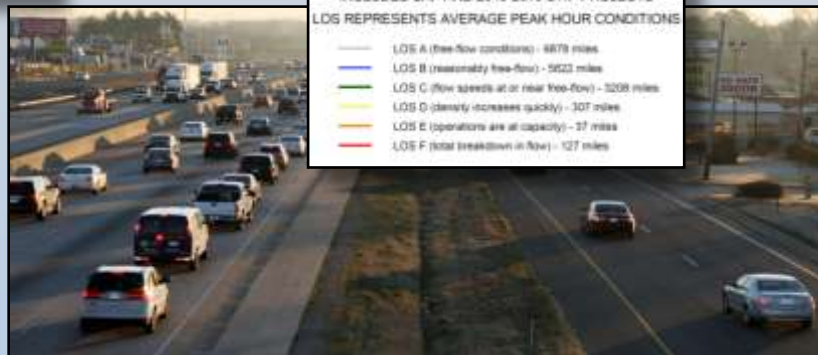 LOS REPRESENTS AVERAGE PEAK HOUR CONDITIONS
LOS A (free-flow conditions) - 6878 miles
LOS B (reasonably free-flow) - 5622 miles
LOS C (flow speeds at or near free-flow) - 3208 miles
LOS D (density increases quickly) - 307 miles
LOS E (operations are at capacity) - 37 miles
LOS F (total breakdown in flow) - 127 miles